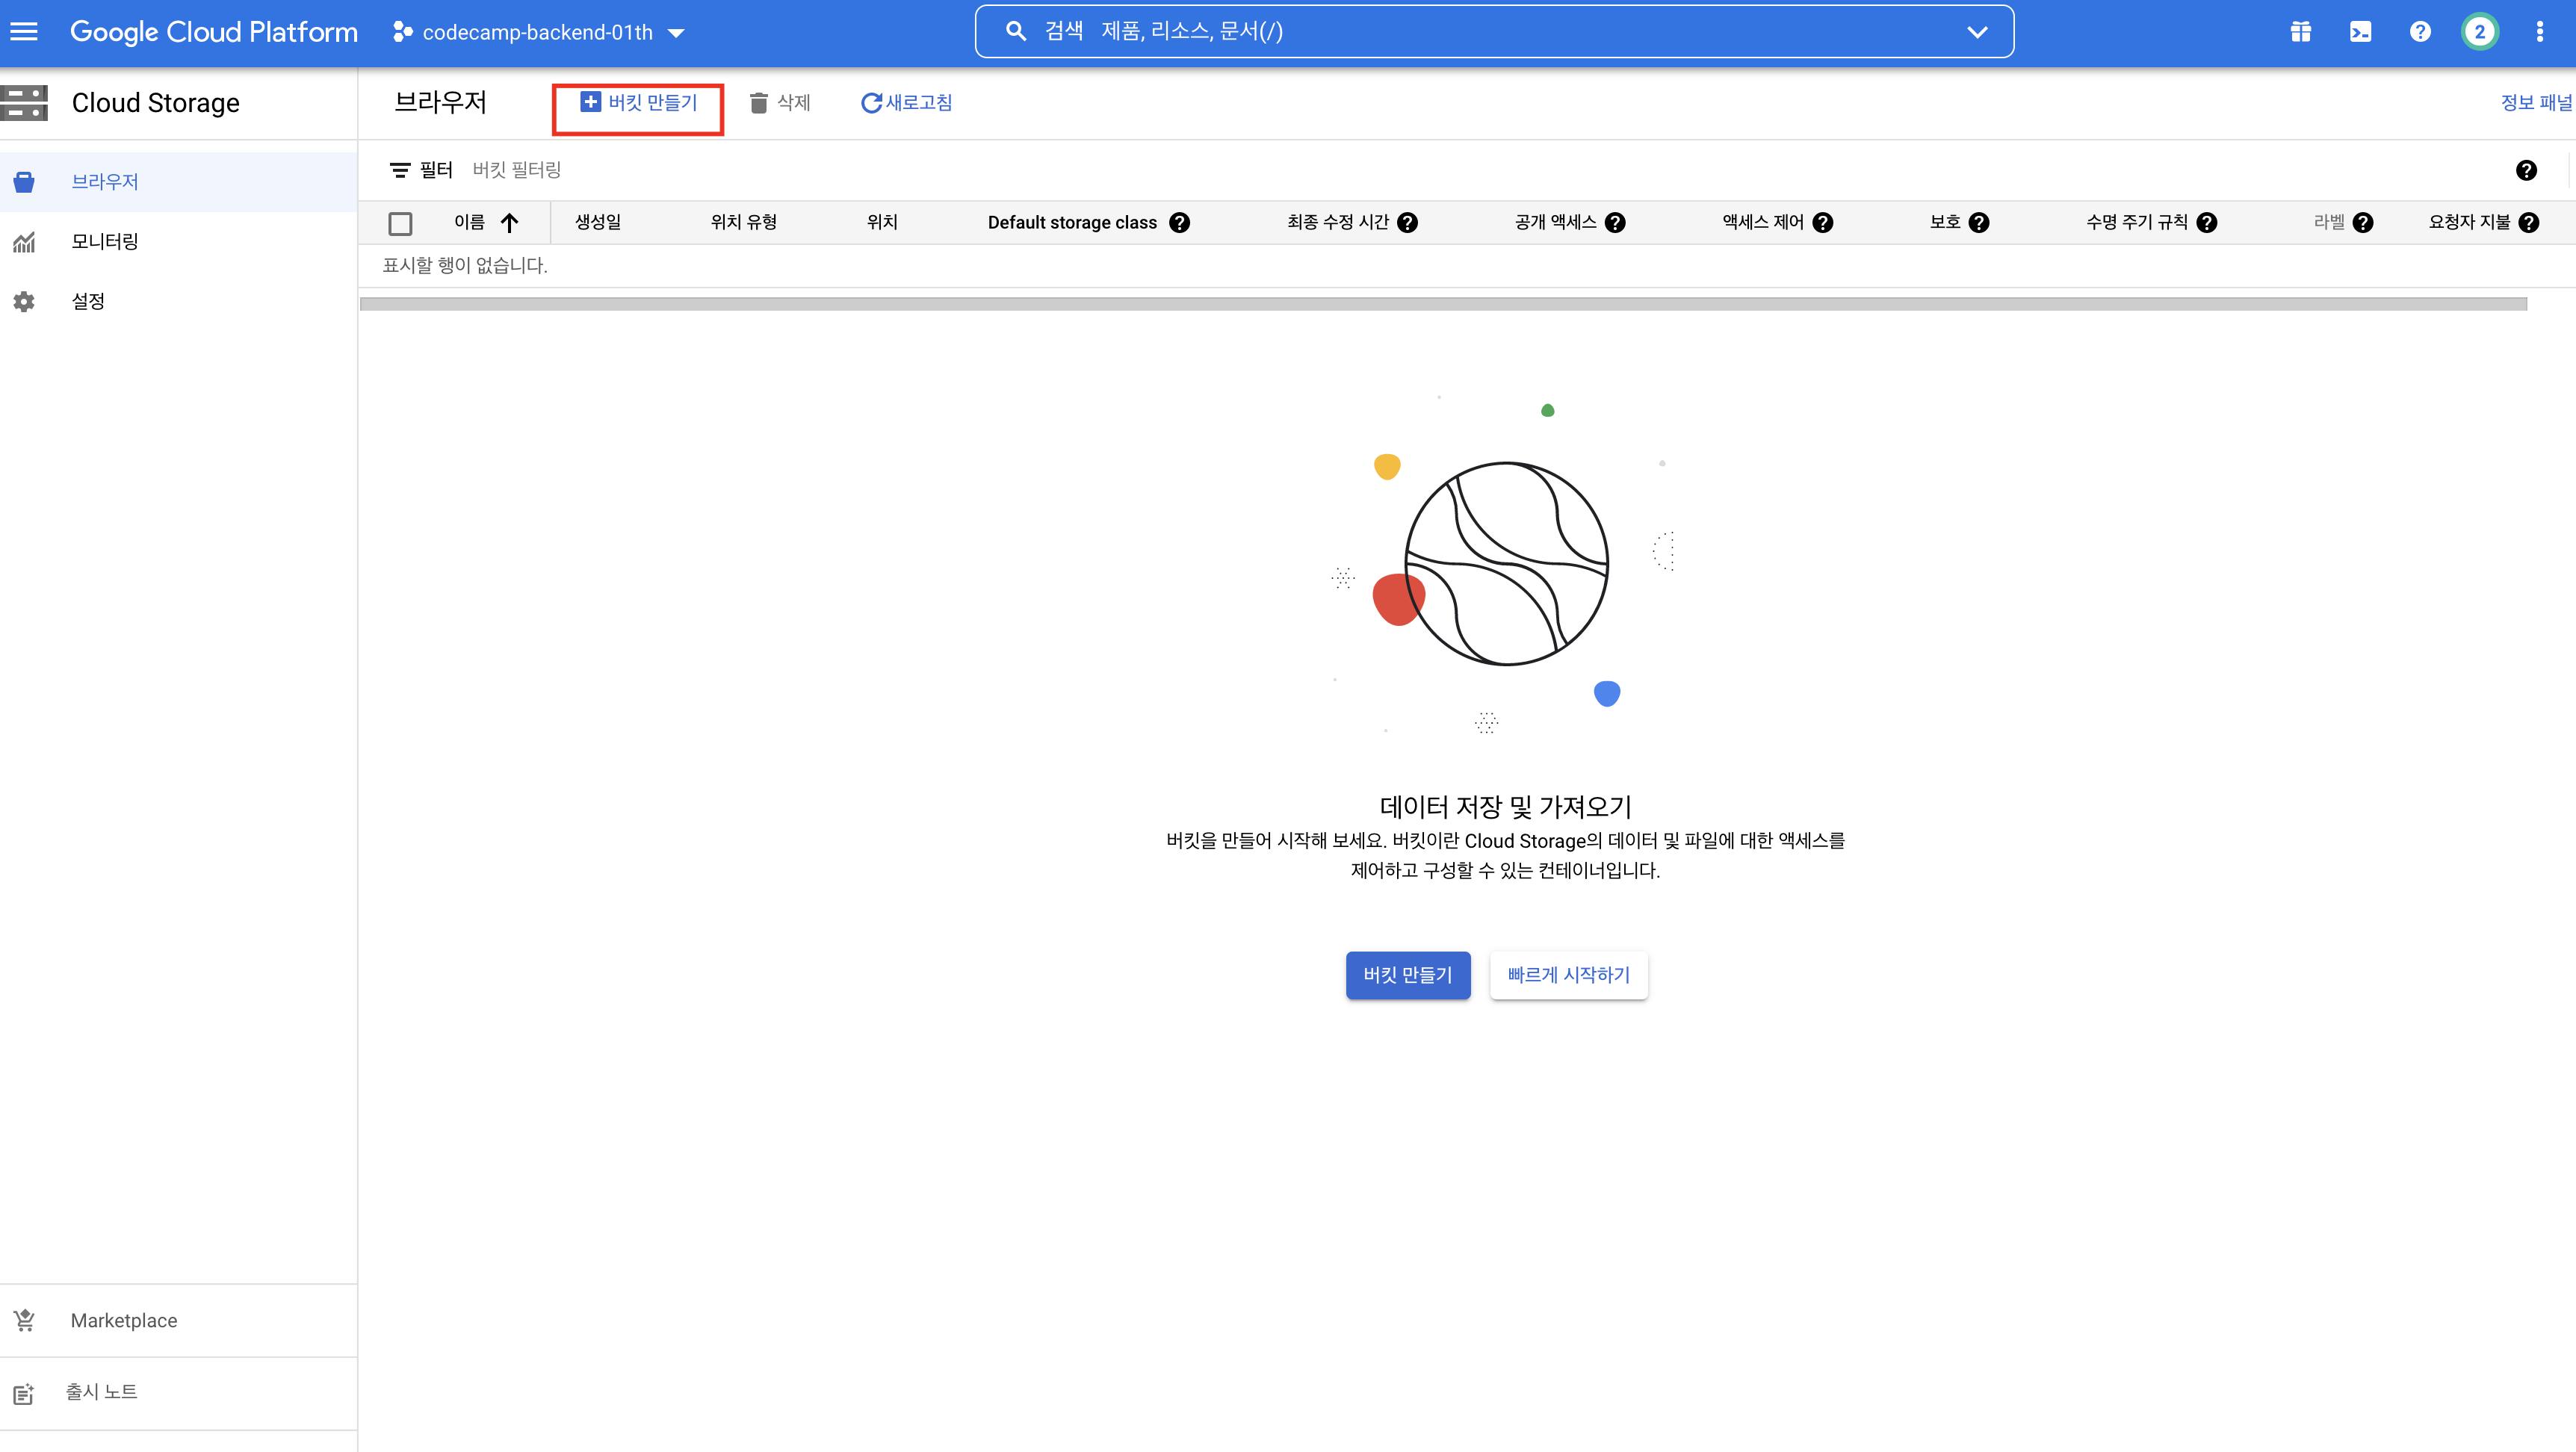 Google Cloud Platform codecamp-backend-01th 검색 제품, 리소스, 문서(/) 2
Cloud Storage 브라우저 버킷 만들기 삭제 새로고침 정보 패널
브라우저
모니터링
설정
필터 버킷 필터링
이름 생성일 위치 유형 위치 Default storage class 최종 수정 시간 공개 액세스 액세스 제어 보호 수명 주기 규칙 라벨 요청자 지불
표시할 행이 없습니다.
데이터 저장 및 가져오기
버킷을 만들어 시작해 보세요. 버킷이란 Cloud Storage의 데이터 및 파일에 대한 액세스를
제어하고 구성할 수 있는 컨테이너입니다.
버킷 만들기 빠르게 시작하기
Marketplace
출시 노트